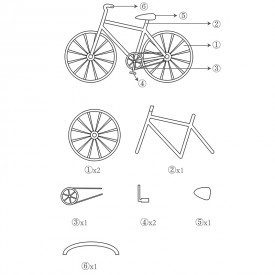 ⑥
⑤
②
①
③
④
①x2 ②x1
③x1 ④x2 ⑤x1
⑥x1